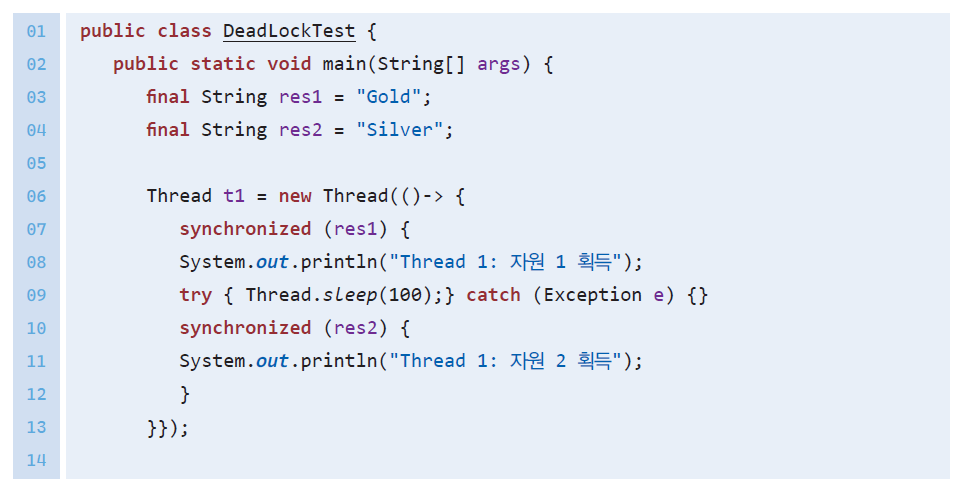 01 public class DeadLockTest {
02 public static void main(String[] args) {
03 final String res1 = "Gold";
04 final String res2 = "Silver";
05
06 Thread t1 = new Thread(()-> {
07 synchronized (res1) {
08 System.out.println("Thread 1: 자원 1 획득");
09 try { Thread.sleep(100);} catch (Exception e) {}
10 synchronized (res2) {
11 System.out.println("Thread 1: 자원 2 획득");
12 }
13 }});
14